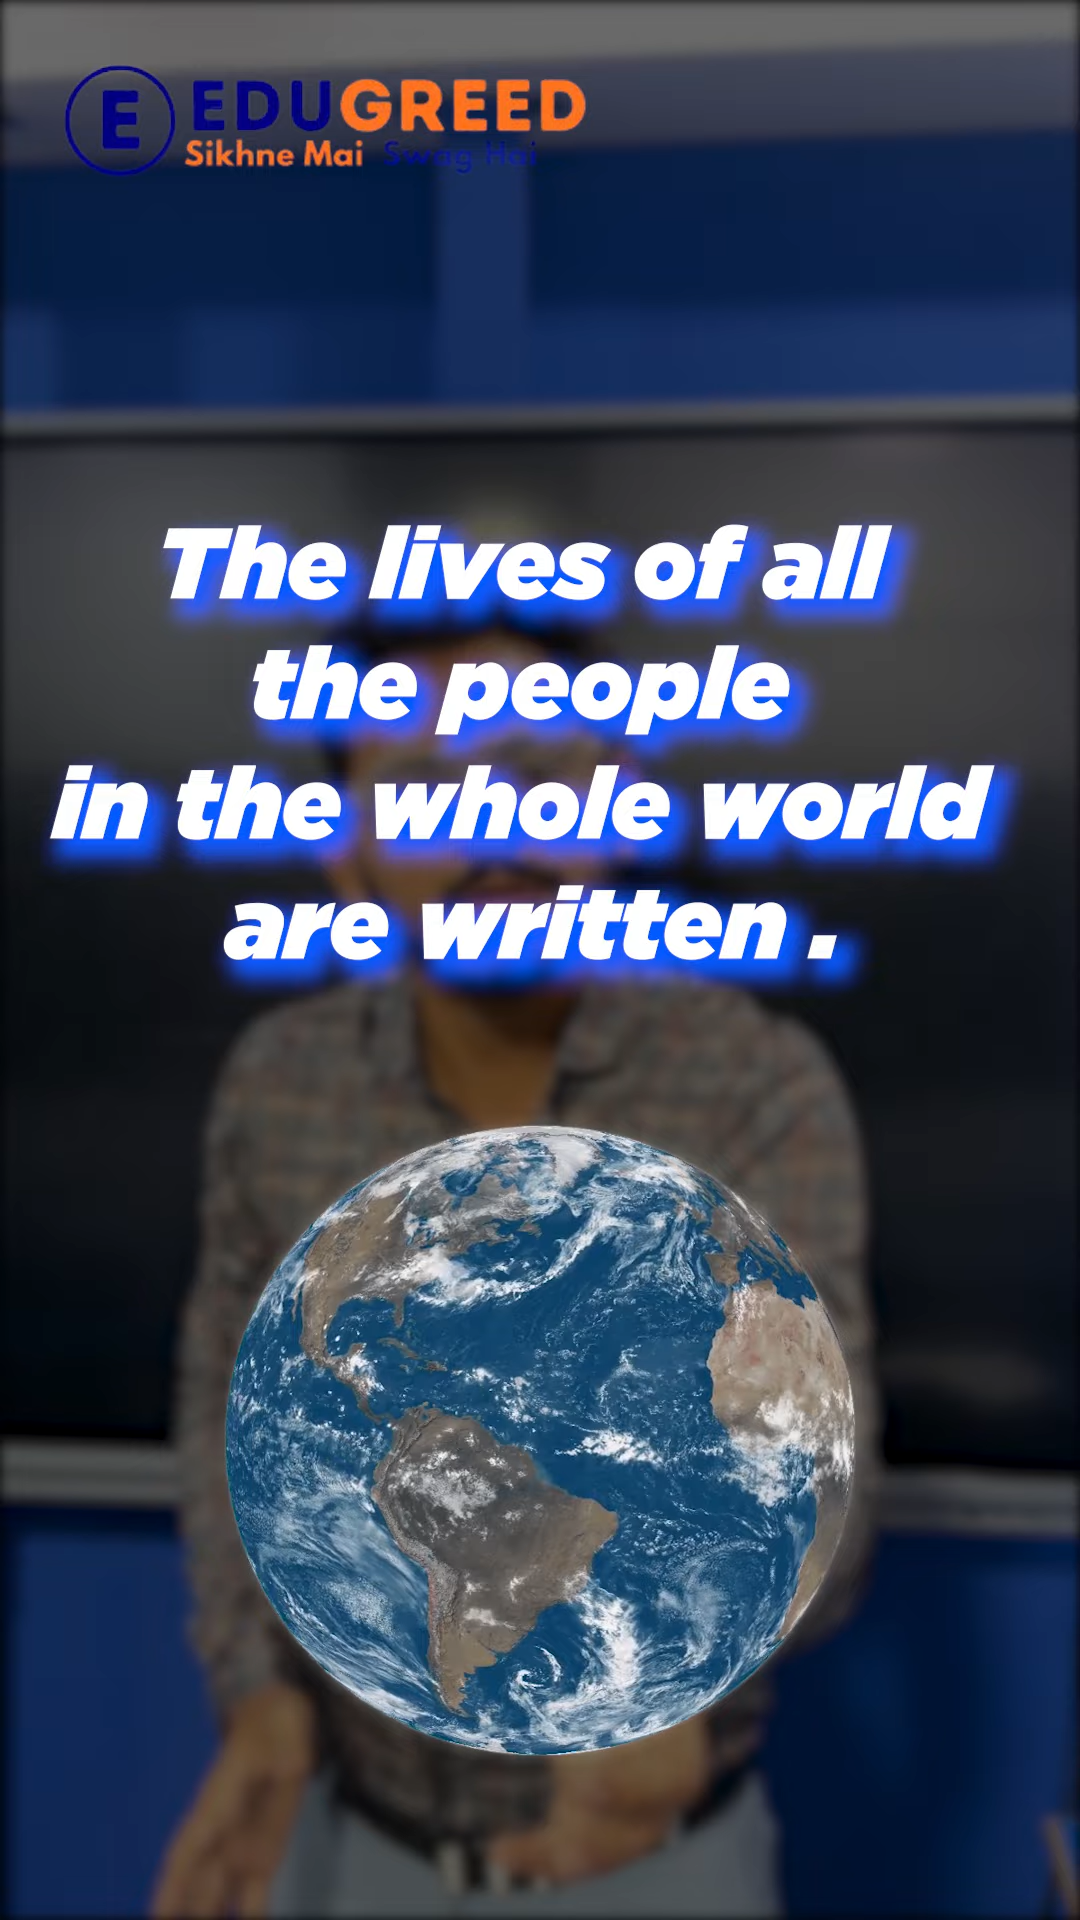 E EDUGREED
Sikhne Mai Swag Hai
The lives of all
the people
in the whole world
are written .